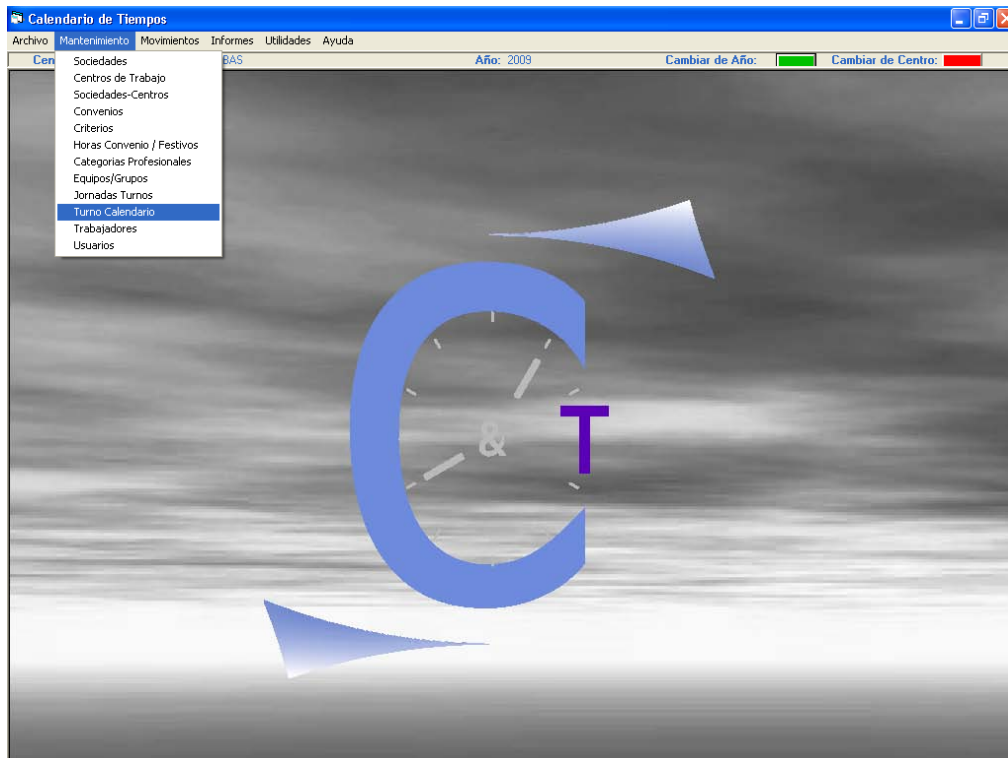 Calendario de Tiempos
Archivo Mantenimiento Movimientos Informes Utilidades Ayuda
Cen BAS Año: 2009 Cambiar de Año: Cambiar de Centro:
Sociedades
Centros de Trabajo
Sociedades-Centros
Convenios
Criterios
Horas Convenio / Festivos
Categorias Profesionales
Equipos/Grupos
Jornadas Turnos
Turno Calendario
Trabajadores
Usuarios
C & T